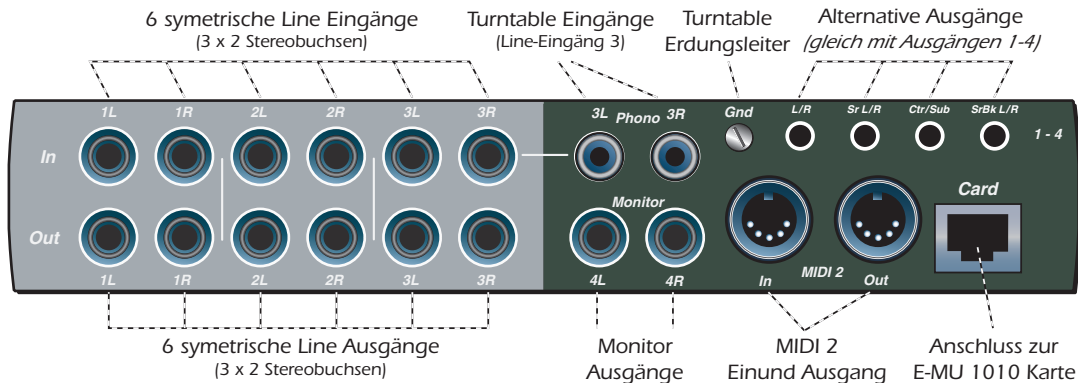 6 symetrische Line Eingänge
(3 x 2 Stereobuchsen)
Turntable Eingänge
(Line-Eingäng 3)
Turntable
Erdungsleiter
Alternative Ausgänge
(gleich mit Ausgängen 1-4)
1L 1R 2L 2R 3L 3R
3L Phono 3R
Gnd
L/R Sr L/R Ctr/Sub SrBk L/R
1 - 4
In
Card
Monitor
Out
1L 1R 2L 2R 3L 3R
4L 4R
In MIDI 2 Out
6 symetrische Line Ausgänge
(3 x 2 Stereobuchsen)
Monitor
Ausgänge
MIDI 2
Einund Ausgang
Anschluss zur
E-MU 1010 Karte